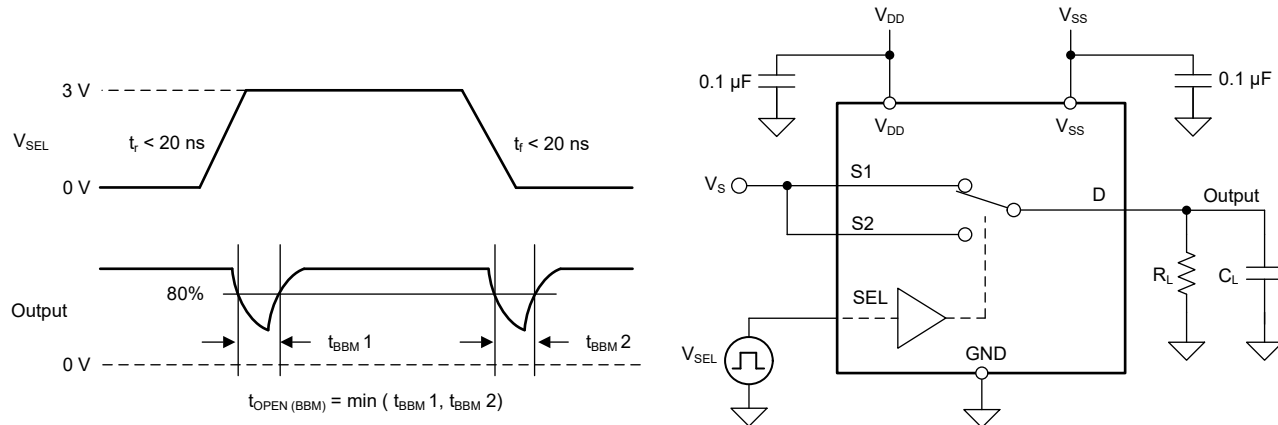 3 V
V_SEL
t_r < 20 ns
t_f < 20 ns
0 V
80%
Output
t_BBM 1
t_BBM 2
0 V
t_OPEN (BBM) = min ( t_BBM 1, t_BBM 2)
V_DD
V_SS
0.1 µF
0.1 µF
V_DD
V_SS
V_S
S1
D
Output
S2
R_L
C_L
SEL
V_SEL
GND